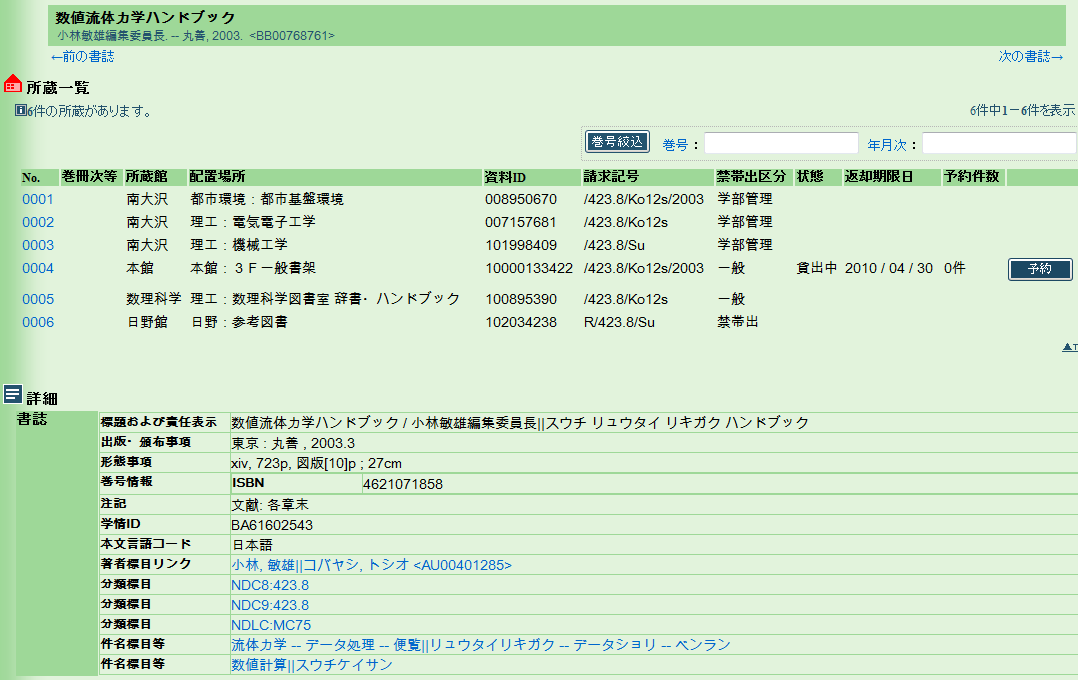 数値流体力学ハンドブック
小林敏雄編集委員長. -- 丸善, 2003. <BB00768761>
←前の書誌 次の書誌→
所蔵一覧
6件の所蔵があります。 6件中1－6件を表示
巻号絞込 巻号： 年月次：
No. 巻冊次等 所蔵館 配置場所 資料ID 請求記号 禁帯出区分 状態 返却期限日 予約件数
0001 南大沢 都市環境：都市基盤環境 008950670 /423.8/Ko12s/2003 学部管理
0002 南大沢 理工：電気電子工学 007157681 /423.8/Ko12s 学部管理
0003 南大沢 理工：機械工学 101998409 /423.8/Su 学部管理
0004 本館 本館：３Ｆ一般書架 10000133422 /423.8/Ko12s/2003 一般 貸出中 2010 / 04 / 30 0件 予約
0005 数理科学 理工：数理科学図書室 辞書・ハンドブック 100895390 /423.8/Ko12s 一般
0006 日野館 日野：参考図書 102034238 R/423.8/Su 禁帯出
▲T
詳細
書誌
標題および責任表示 数値流体力学ハンドブック / 小林敏雄編集委員長||スウチ リュウタイ リキガク ハンドブック
出版・頒布事項 東京 : 丸善 , 2003.3
形態事項 xiv, 723p, 図版[10]p ; 27cm
巻号情報 ISBN 4621071858
注記 文献: 各章末
学情ID BA61602543
本文言語コード 日本語
著者標目リンク 小林, 敏雄||コバヤシ, トシオ <AU00401285>
分類標目 NDC8:423.8
分類標目 NDC9:423.8
分類標目 NDLC:MC75
件名標目等 流体力学 -- データ処理 -- 便覧||リュウタイリキガク -- データショリ -- ベンラン
件名標目等 数値計算||スウチケイサン